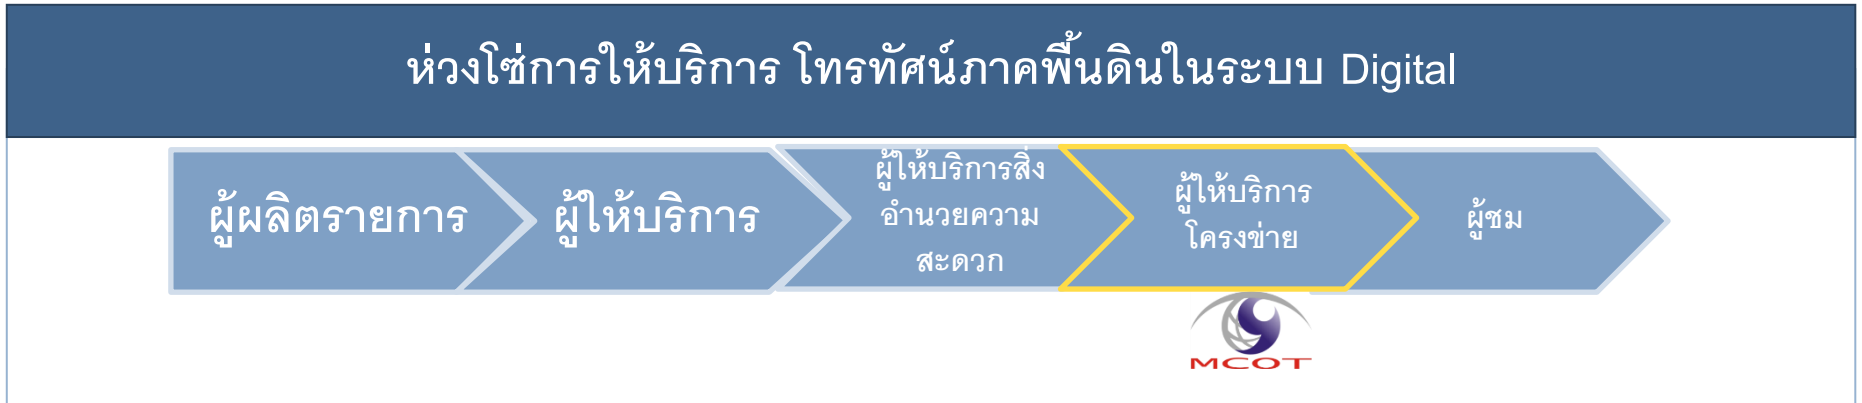 ห่วงโซ่การให้บริการ โทรทัศน์ภาคพื้นดินในระบบ Digital
ผู้ผลิตรายการ
ผู้ให้บริการ
ผู้ให้บริการสิ่ง
อำนวยความ
สะดวก
ผู้ให้บริการ
โครงข่าย
ผู้ชม
MCOT